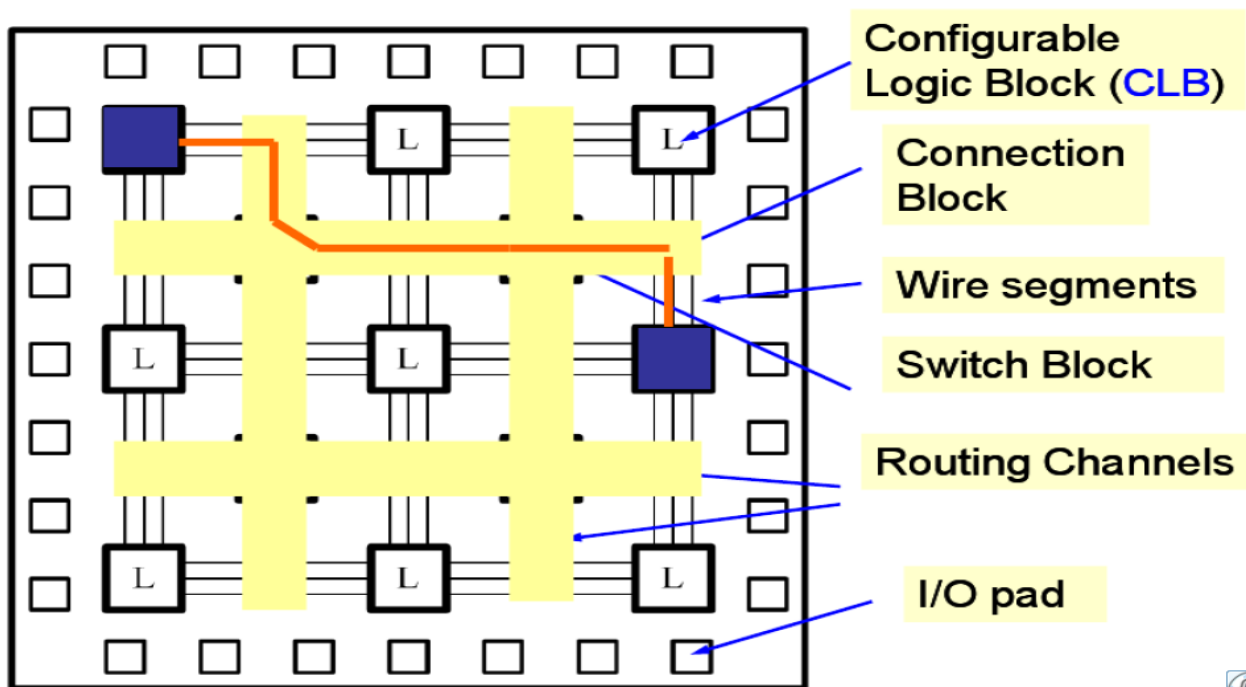 Configurable
Logic Block (CLB)
L
L
Connection
Block
Wire segments
L
L
Switch Block
Routing Channels
L
L
L
I/O pad